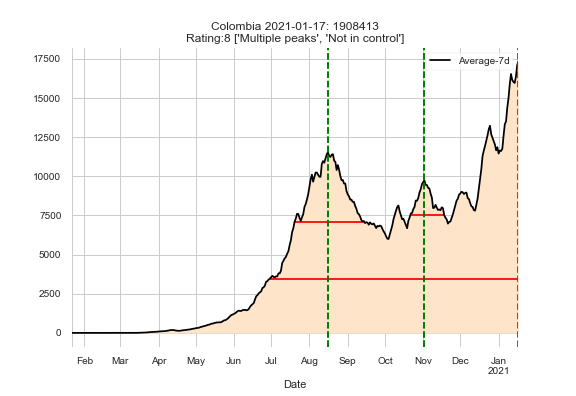 Colombia 2021-01-17: 1908413
Rating:8 ['Multiple peaks', 'Not in control']
Average-7d
17500
15000
12500
10000
7500
5000
2500
0
Feb Mar Apr May Jun Jul Aug Sep Oct Nov Dec Jan
2021
Date